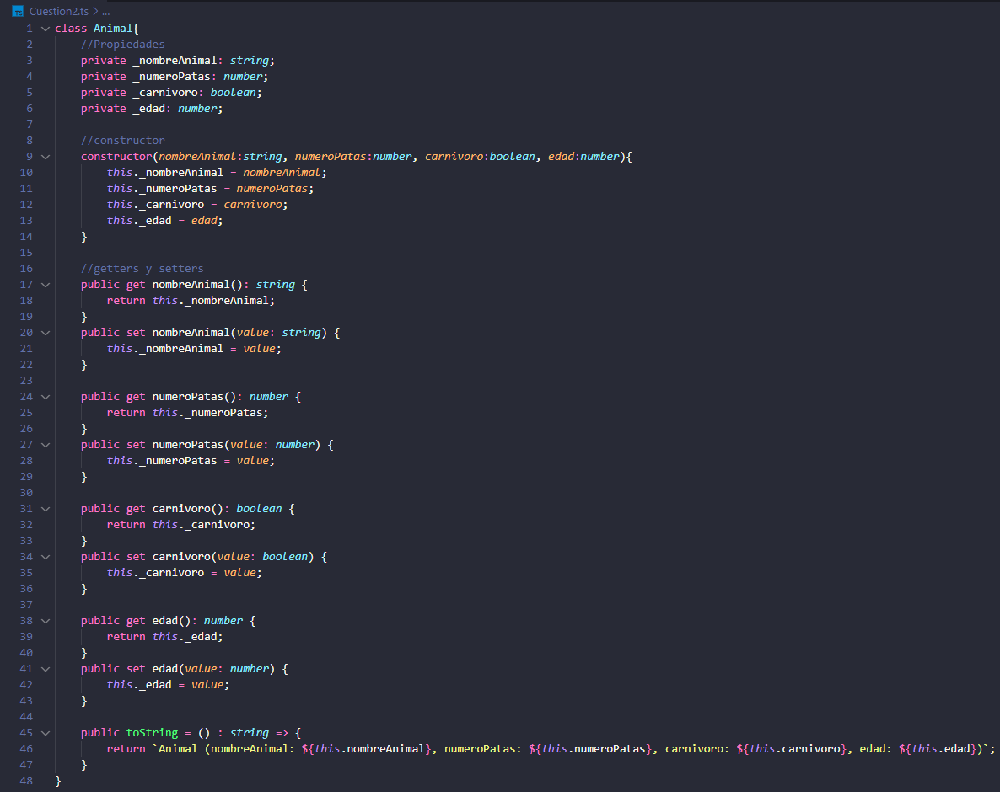 TS Cuestion2.ts > ...
1 class Animal{
2 //Propiedades
3 private _nombreAnimal: string;
4 private _numeroPatas: number;
5 private _carnivoro: boolean;
6 private _edad: number;
7
8 //constructor
9 constructor(nombreAnimal:string, numeroPatas:number, carnivoro:boolean, edad:number){
10 this._nombreAnimal = nombreAnimal;
11 this._numeroPatas = numeroPatas;
12 this._carnivoro = carnivoro;
13 this._edad = edad;
14 }
15
16 //getters y setters
17 public get nombreAnimal(): string {
18 return this._nombreAnimal;
19 }
20 public set nombreAnimal(value: string) {
21 this._nombreAnimal = value;
22 }
23
24 public get numeroPatas(): number {
25 return this._numeroPatas;
26 }
27 public set numeroPatas(value: number) {
28 this._numeroPatas = value;
29 }
30
31 public get carnivoro(): boolean {
32 return this._carnivoro;
33 }
34 public set carnivoro(value: boolean) {
35 this._carnivoro = value;
36 }
37
38 public get edad(): number {
39 return this._edad;
40 }
41 public set edad(value: number) {
42 this._edad = value;
43 }
44
45 public toString = () : string => {
46 return `Animal (nombreAnimal: ${this.nombreAnimal}, numeroPatas: ${this.numeroPatas}, carnivoro: ${this.carnivoro}, edad: ${this.edad})`;
47 }
48 }